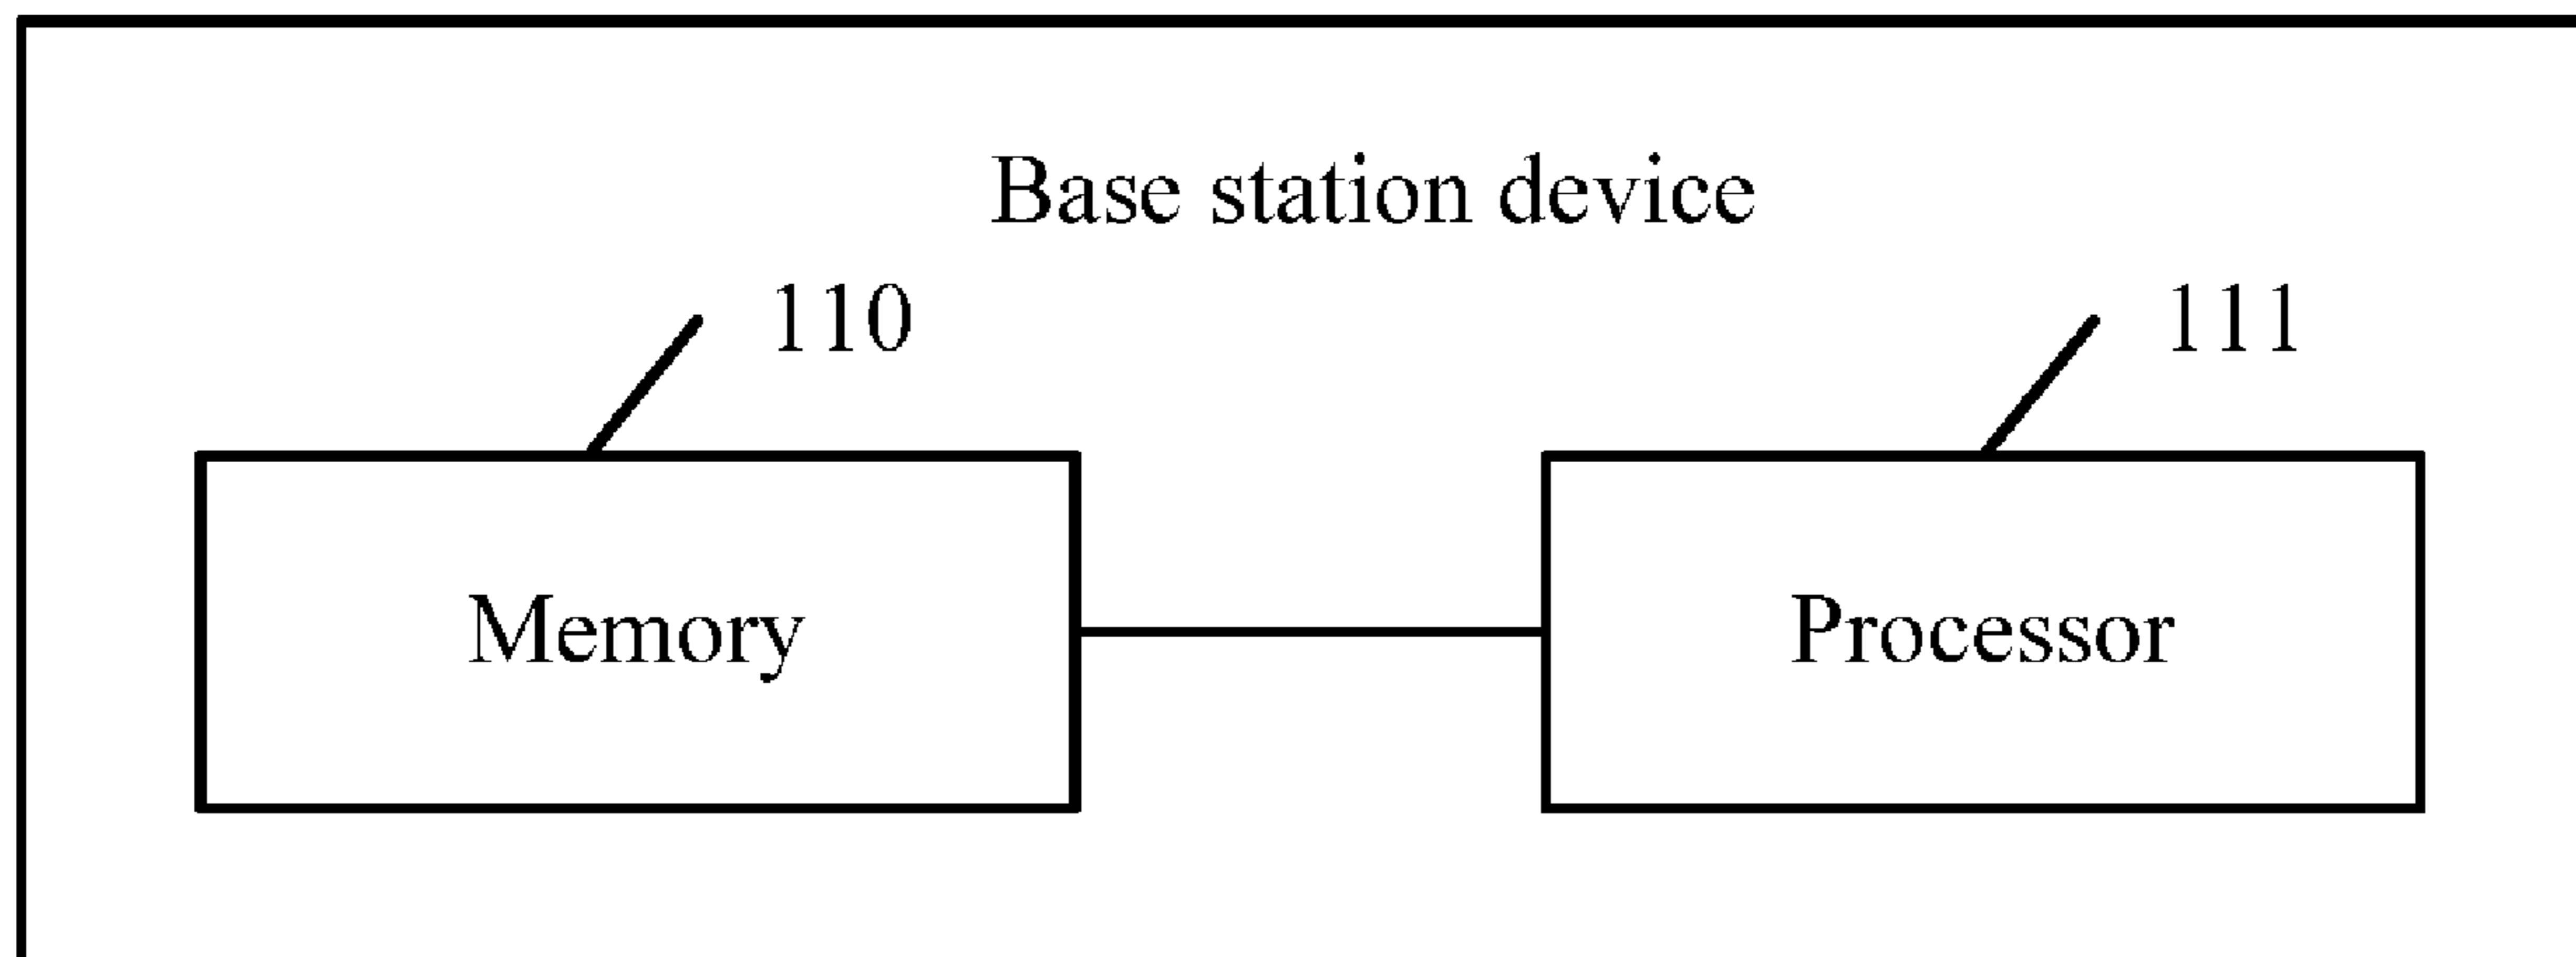 Base station device
110
111
Memory
Processor